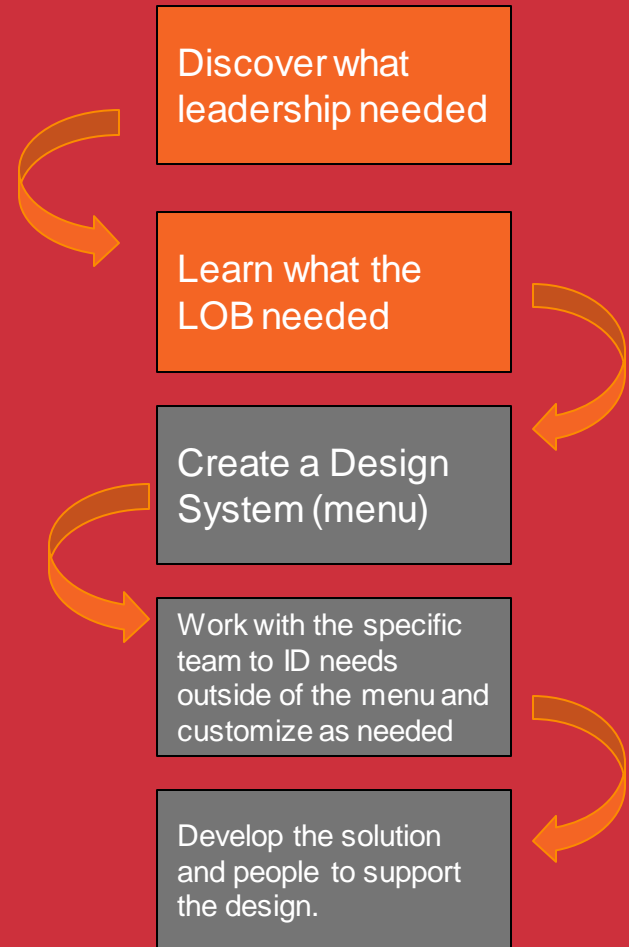 Discover what
leadership needed
Learn what the
LOB needed
Create a Design
System (menu)
Work with the specific
team to ID needs
outside of the menu and
customize as needed
Develop the solution
and people to support
the design.